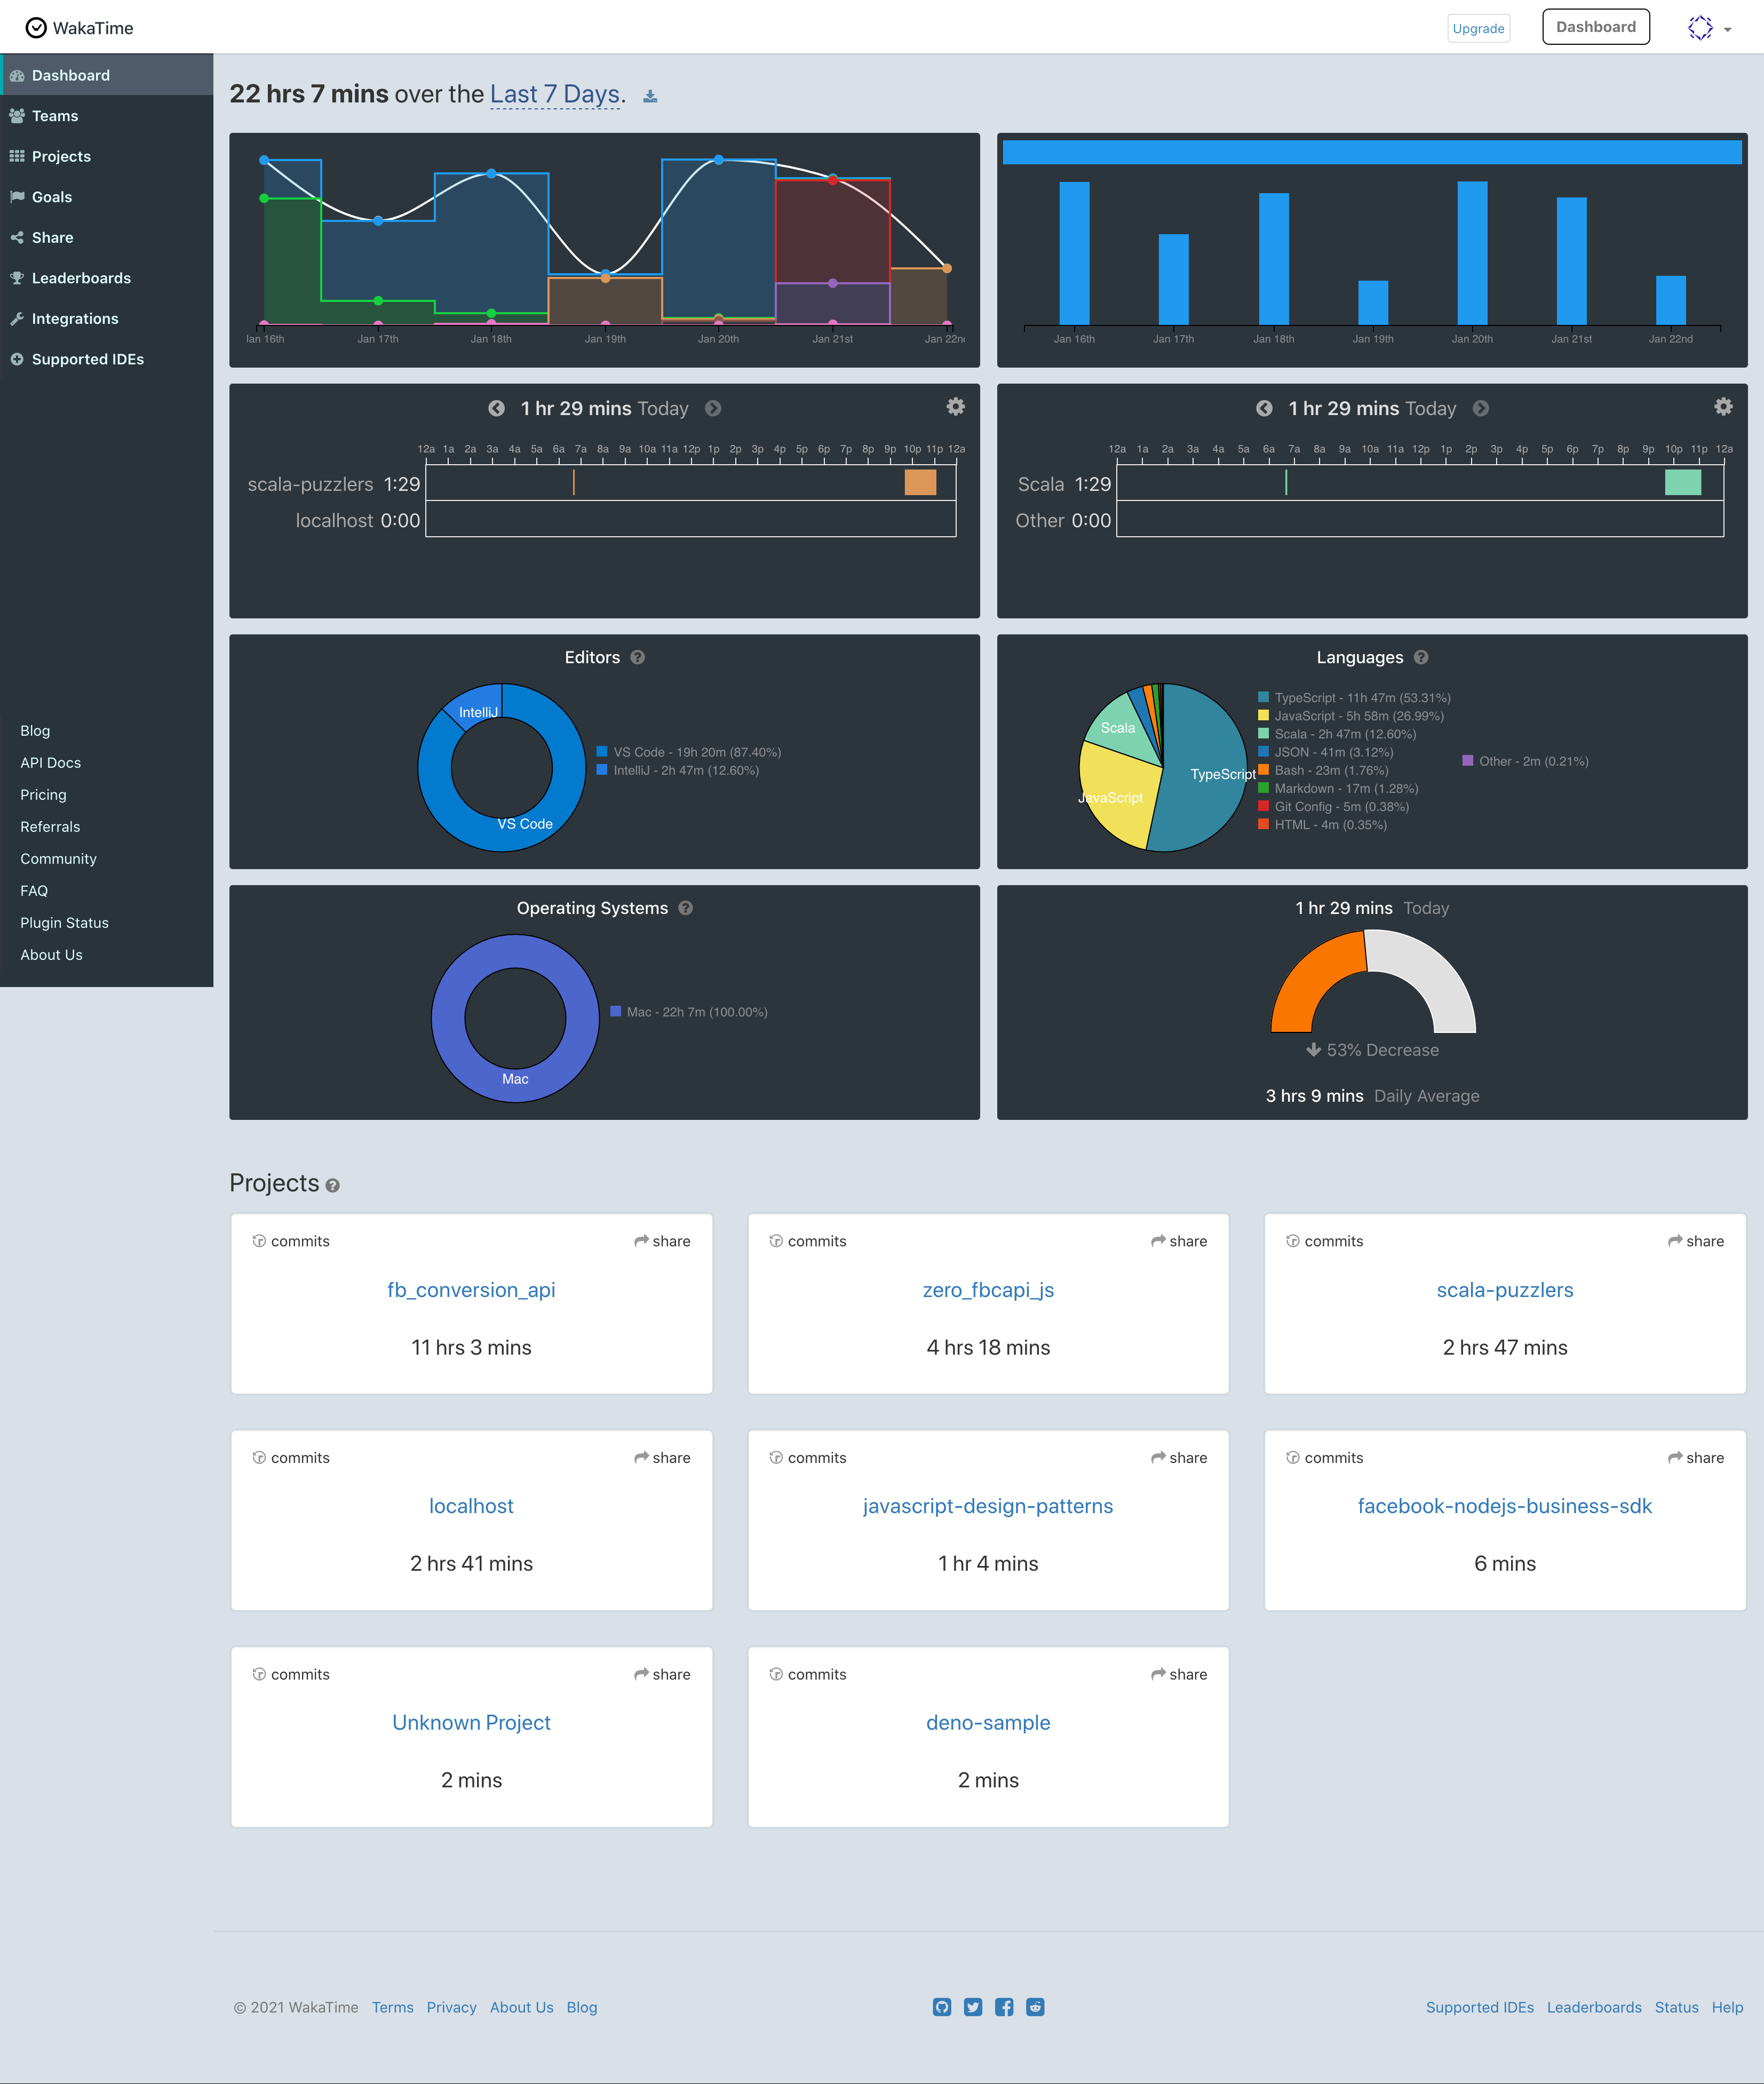 WakaTime
Upgrade
Dashboard
Dashboard
Teams
Projects
Goals
Share
Leaderboards
Integrations
Supported IDEs
Blog
API Docs
Pricing
Referrals
Community
FAQ
Plugin Status
About Us
22 hrs 7 mins over the Last 7 Days.
Jan 16th Jan 17th Jan 18th Jan 19th Jan 20th Jan 21st Jan 22n
Jan 16th Jan 17th Jan 18th Jan 19th Jan 20th Jan 21st Jan 22nd
1 hr 29 mins Today
12a 1a 2a 3a 4a 5a 6a 7a 8a 9a 10a 11a 12p 1p 2p 3p 4p 5p 6p 7p 8p 9p 10p 11p 12a
scala-puzzlers 1:29
localhost 0:00
1 hr 29 mins Today
12a 1a 2a 3a 4a 5a 6a 7a 8a 9a 10a 11a 12p 1p 2p 3p 4p 5p 6p 7p 8p 9p 10p 11p 12a
Scala 1:29
Other 0:00
Editors
IntelliJ
VS Code
VS Code - 19h 20m (87.40%)
IntelliJ - 2h 47m (12.60%)
Languages
Scala
TypeScript
JavaScript
TypeScript - 11h 47m (53.31%)
JavaScript - 5h 58m (26.99%)
Scala - 2h 47m (12.60%)
JSON - 41m (3.12%)
Bash - 23m (1.76%)
Markdown - 17m (1.28%)
Git Config - 5m (0.38%)
HTML - 4m (0.35%)
Other - 2m (0.21%)
Operating Systems
Mac
Mac - 22h 7m (100.00%)
1 hr 29 mins Today
53% Decrease
3 hrs 9 mins Daily Average
Projects
commits share
fb_conversion_api
11 hrs 3 mins
commits share
zero_fbcapi_js
4 hrs 18 mins
commits share
scala-puzzlers
2 hrs 47 mins
commits share
localhost
2 hrs 41 mins
commits share
javascript-design-patterns
1 hr 4 mins
commits share
facebook-nodejs-business-sdk
6 mins
commits share
Unknown Project
2 mins
commits share
deno-sample
2 mins
© 2021 WakaTime Terms Privacy About Us Blog
Supported IDEs Leaderboards Status Help